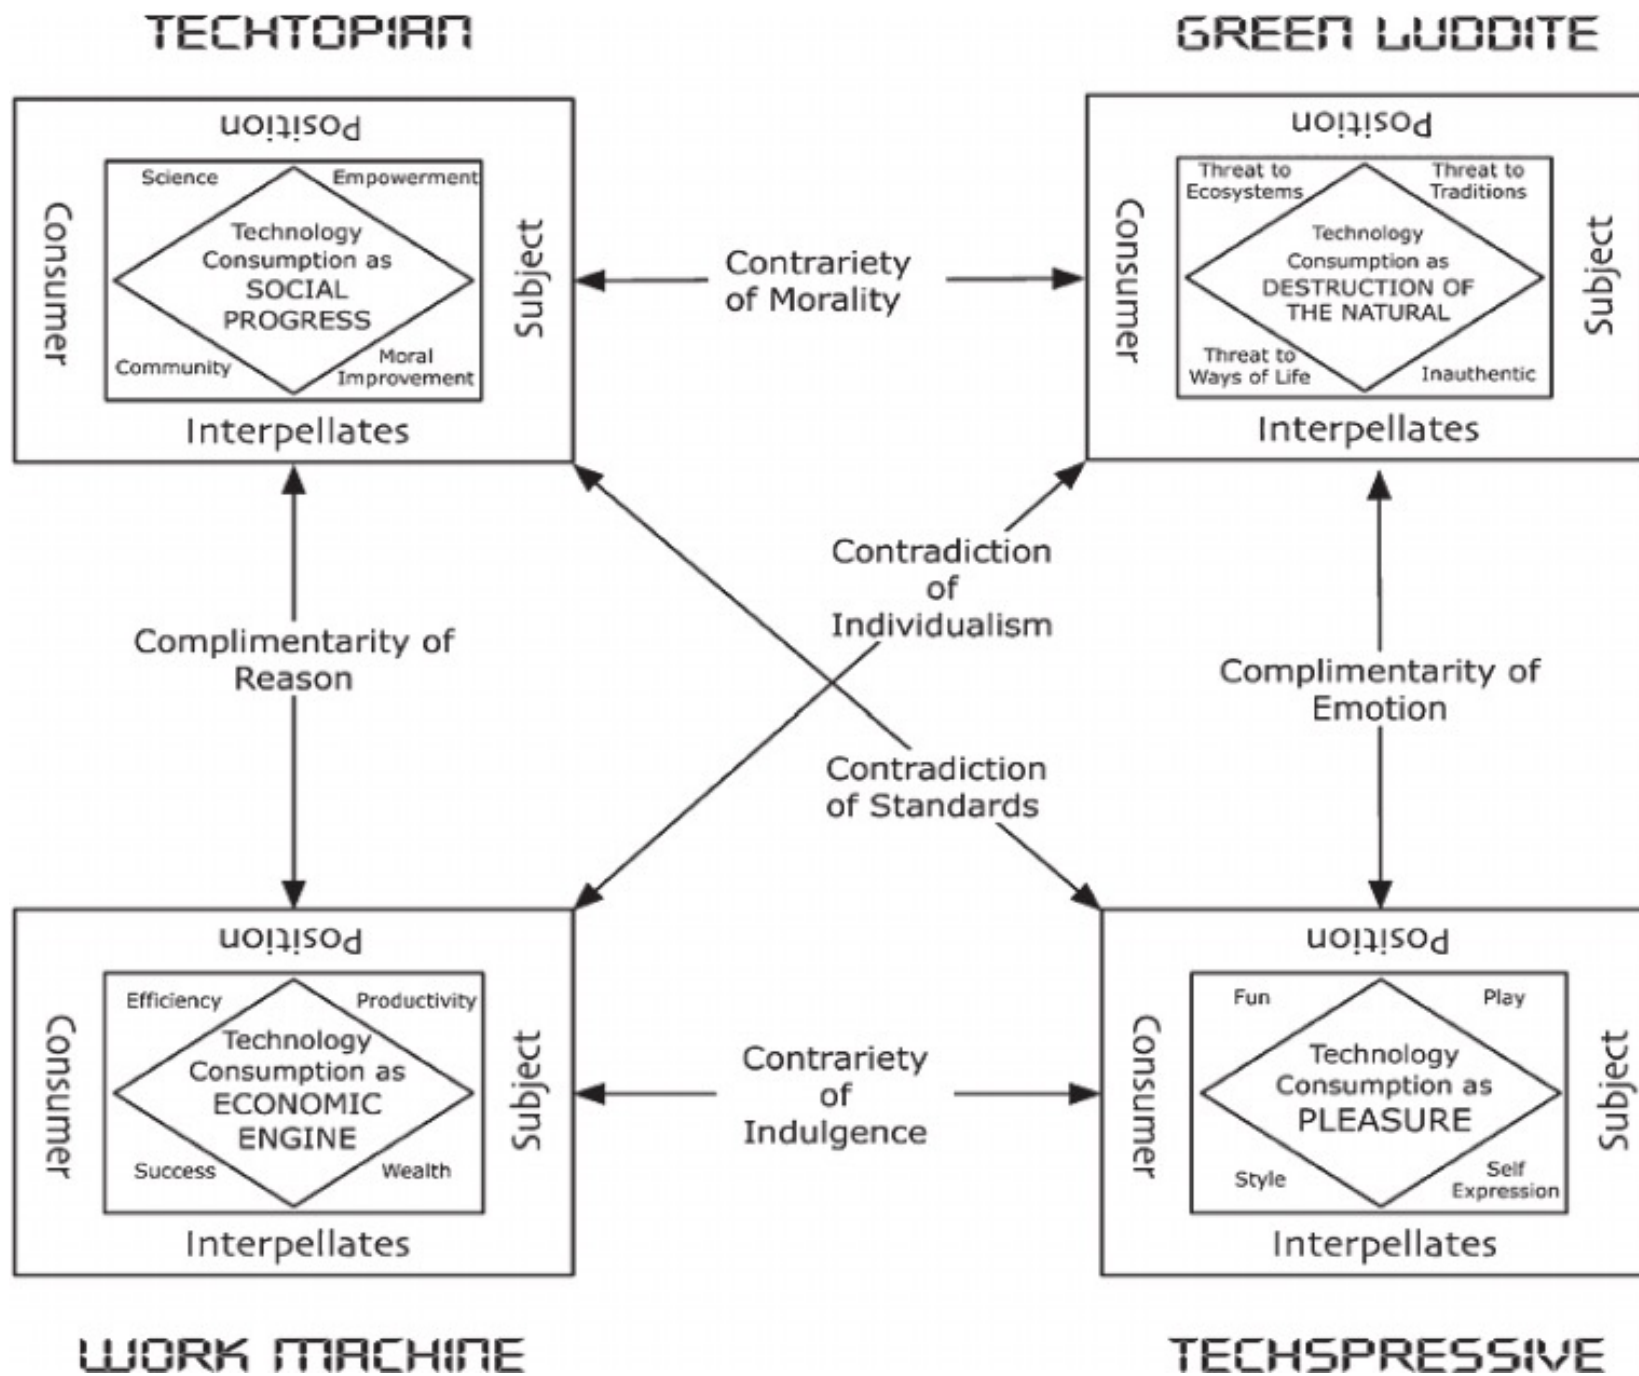 TECHTOPIAN
GREEN LUDDITE
Position
Consumer
Science
Empowerment
Technology
Consumption as
SOCIAL
PROGRESS
Community
Moral
Improvement
Subject
Interpellates
Contrariety
of Morality
Position
Consumer
Threat to
Ecosystems
Threat to
Traditions
Technology
Consumption as
DESTRUCTION OF
THE NATURAL
Threat to
Ways of Life
Inauthentic
Subject
Interpellates
Complimentarity of
Reason
Contradiction
of
Individualism
Contradiction
of Standards
Complimentarity of
Emotion
Position
Consumer
Efficiency
Productivity
Technology
Consumption as
ECONOMIC
ENGINE
Success
Wealth
Subject
Interpellates
Contrariety
of
Indulgence
Position
Consumer
Fun
Play
Technology
Consumption as
PLEASURE
Style
Self
Expression
Subject
Interpellates
WORK MACHINE
TECHSPRESSIVE